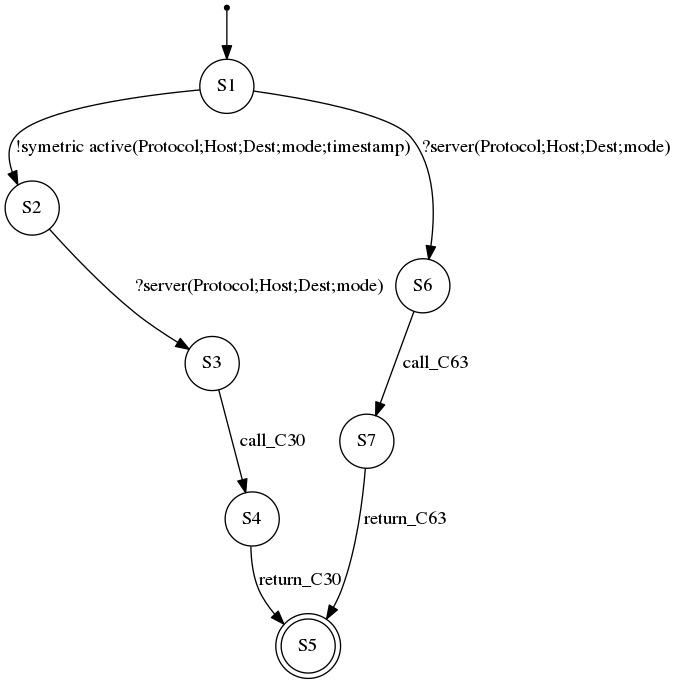 S1
!symetric active(Protocol;Host;Dest;mode;timestamp)
?server(Protocol;Host;Dest;mode)
S2
?server(Protocol;Host;Dest;mode)
S6
S3
call_C63
call_C30
S7
S4
return_C63
return_C30
S5